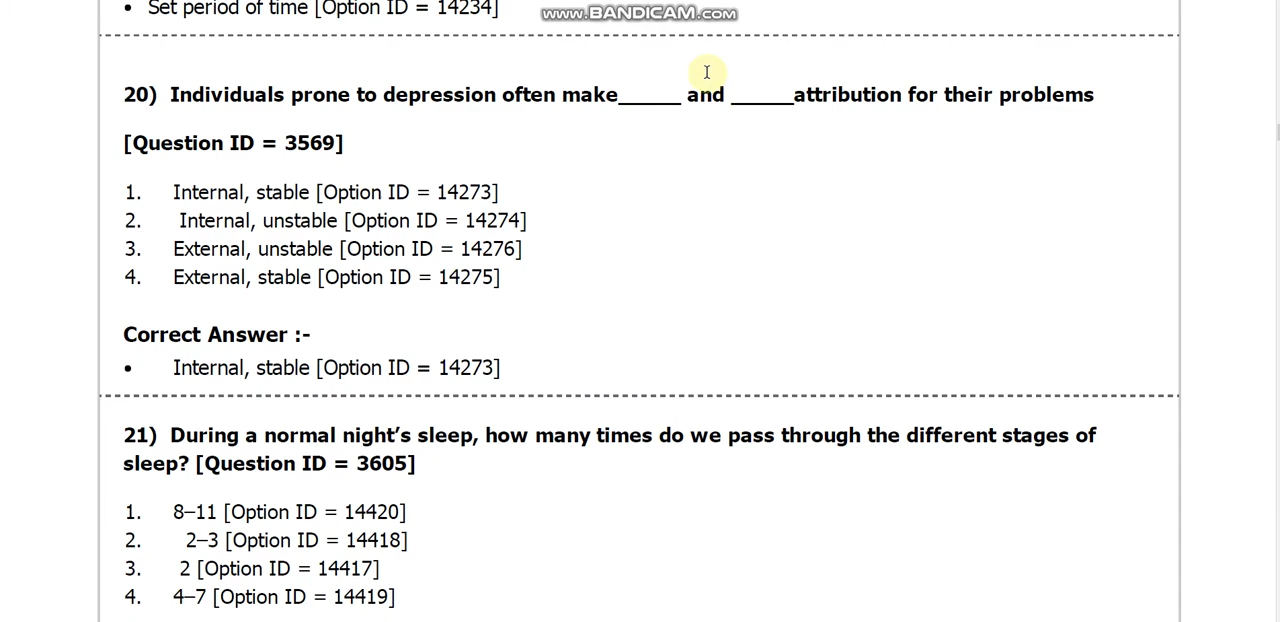 • Set period of time [Option ID = 14234]
www.BANDICAM.com
20) Individuals prone to depression often make_____ and _____attribution for their problems
[Question ID = 3569]
1. Internal, stable [Option ID = 14273]
2. Internal, unstable [Option ID = 14274]
3. External, unstable [Option ID = 14276]
4. External, stable [Option ID = 14275]
Correct Answer :-
• Internal, stable [Option ID = 14273]
21) During a normal night’s sleep, how many times do we pass through the different stages of
sleep? [Question ID = 3605]
1. 8–11 [Option ID = 14420]
2. 2–3 [Option ID = 14418]
3. 2 [Option ID = 14417]
4. 4–7 [Option ID = 14419]